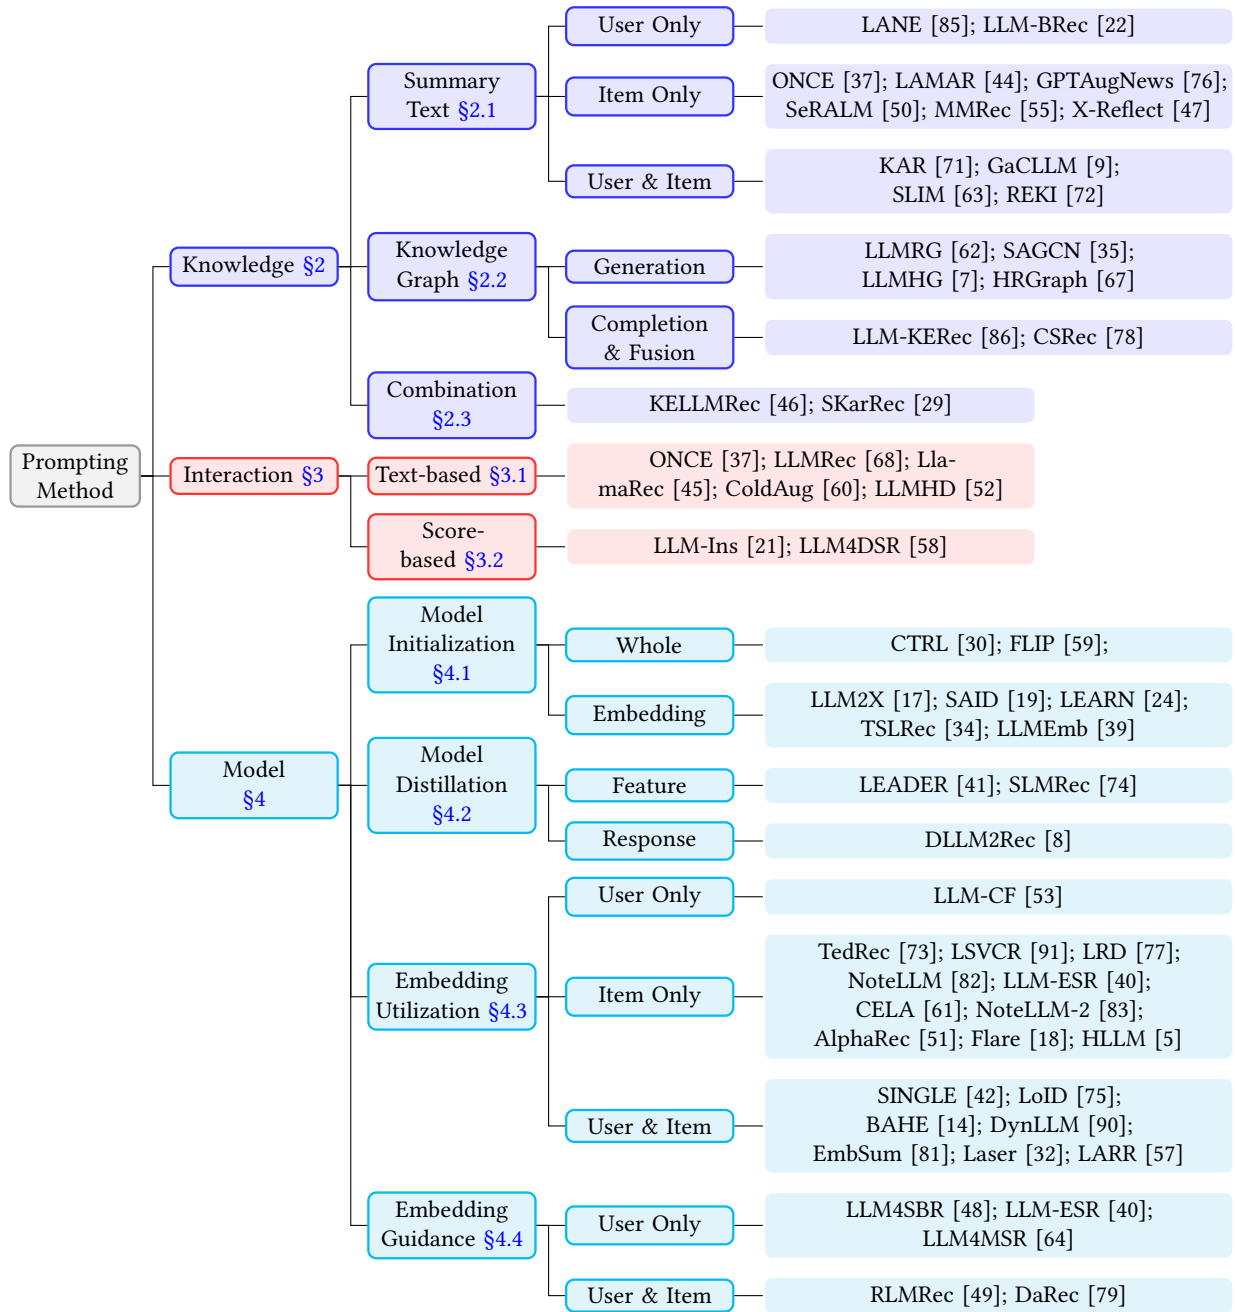 Prompting
Method
Knowledge §2
Summary
Text §2.1
User Only
LANE [85]; LLM-BRec [22]
Item Only
ONCE [37]; LAMAR [44]; GPTAugNews [76];
SeRALM [50]; MMRec [55]; X-Reflect [47]
User & Item
KAR [71]; GaCLLM [9];
SLIM [63]; REKI [72]
Knowledge
Graph §2.2
Generation
LLMRG [62]; SAGCN [35];
LLMHG [7]; HRGraph [67]
Completion
& Fusion
LLM-KERec [86]; CSRec [78]
Combination
§2.3
KELLMRec [46]; SKarRec [29]
Interaction §3
Text-based §3.1
ONCE [37]; LLMRec [68]; Lla-
maRec [45]; ColdAug [60]; LLMHD [52]
Score-
based §3.2
LLM-Ins [21]; LLM4DSR [58]
Model
§4
Model
Initialization
§4.1
Whole
CTRL [30]; FLIP [59];
Embedding
LLM2X [17]; SAID [19]; LEARN [24];
TSLRec [34]; LLMEmb [39]
Model
Distillation
§4.2
Feature
LEADER [41]; SLMRec [74]
Response
DLLM2Rec [8]
Embedding
Utilization §4.3
User Only
LLM-CF [53]
Item Only
TedRec [73]; LSVCR [91]; LRD [77];
NoteLLM [82]; LLM-ESR [40];
CELA [61]; NoteLLM-2 [83];
AlphaRec [51]; Flare [18]; HLLM [5]
User & Item
SINGLE [42]; LoID [75];
BAHE [14]; DynLLM [90];
EmbSum [81]; Laser [32]; LARR [57]
Embedding
Guidance §4.4
User Only
LLM4SBR [48]; LLM-ESR [40];
LLM4MSR [64]
User & Item
RLMRec [49]; DaRec [79]